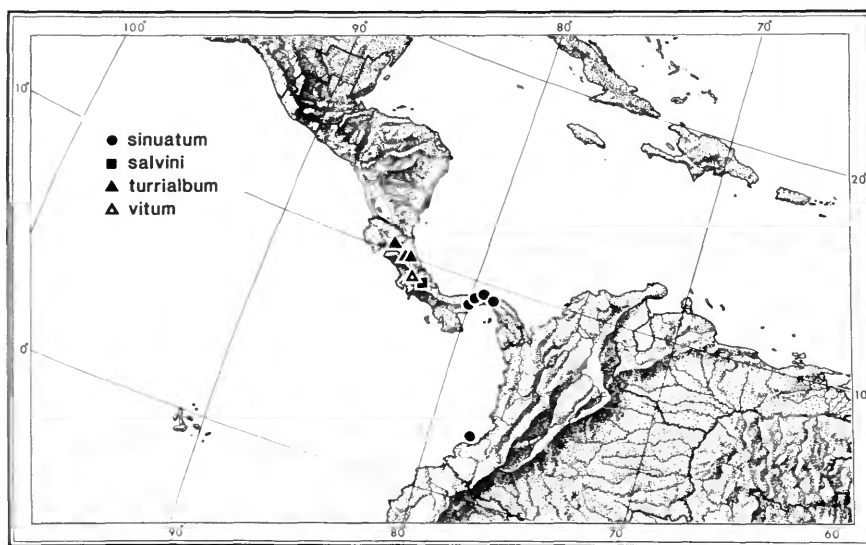 100° 90° 80° 70°
10°
● sinuatum
■ salvini
▲ turrialbum
△ vitum
20°
0°
10°
90° 80° 70° 60°